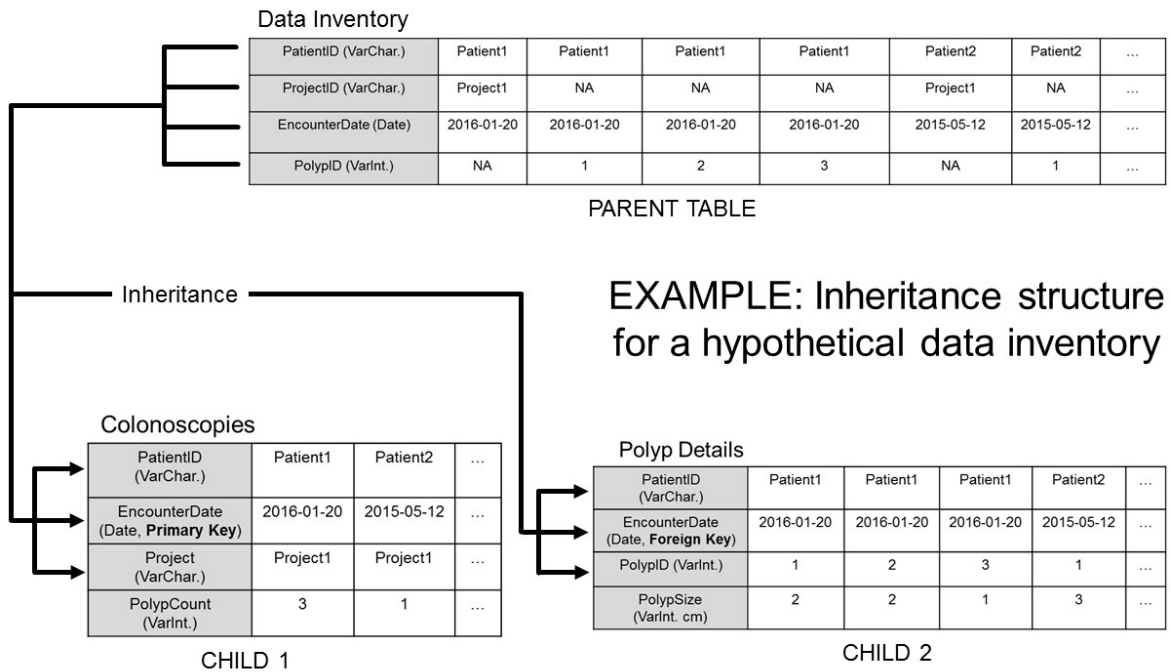 Data Inventory
PatientID (VarChar.) Patient1 Patient1 Patient1 Patient1 Patient2 Patient2 ...
ProjectID (VarChar.) Project1 NA NA NA Project1 NA ...
EncounterDate (Date) 2016-01-20 2016-01-20 2016-01-20 2016-01-20 2015-05-12 2015-05-12 ...
PolypID (VarInt.) NA 1 2 3 NA 1 ...
PARENT TABLE
Inheritance
EXAMPLE: Inheritance structure
for a hypothetical data inventory
Colonoscopies
PatientID
(VarChar.) Patient1 Patient2 ...
EncounterDate
(Date, Primary Key) 2016-01-20 2015-05-12 ...
Project
(VarChar.) Project1 Project1 ...
PolypCount
(VarInt.) 3 1 ...
CHILD 1
Polyp Details
PatientID
(VarChar.) Patient1 Patient1 Patient1 Patient2 ...
EncounterDate
(Date, Foreign Key) 2016-01-20 2016-01-20 2016-01-20 2015-05-12 ...
PolypID (VarInt.) 1 2 3 1 ...
PolypSize
(VarInt. cm) 2 2 1 3 ...
CHILD 2